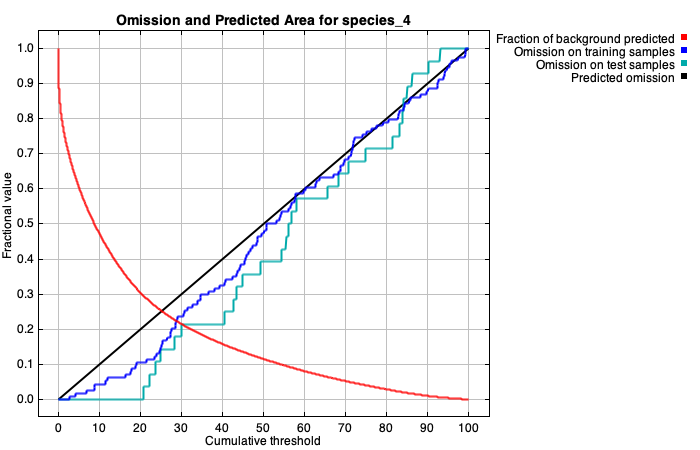 Omission and Predicted Area for species_4
Fraction of background predicted
Omission on training samples
Omission on test samples
Predicted omission
Fractional value
1.0
0.9
0.8
0.7
0.6
0.5
0.4
0.3
0.2
0.1
0.0
0 10 20 30 40 50 60 70 80 90 100
Cumulative threshold